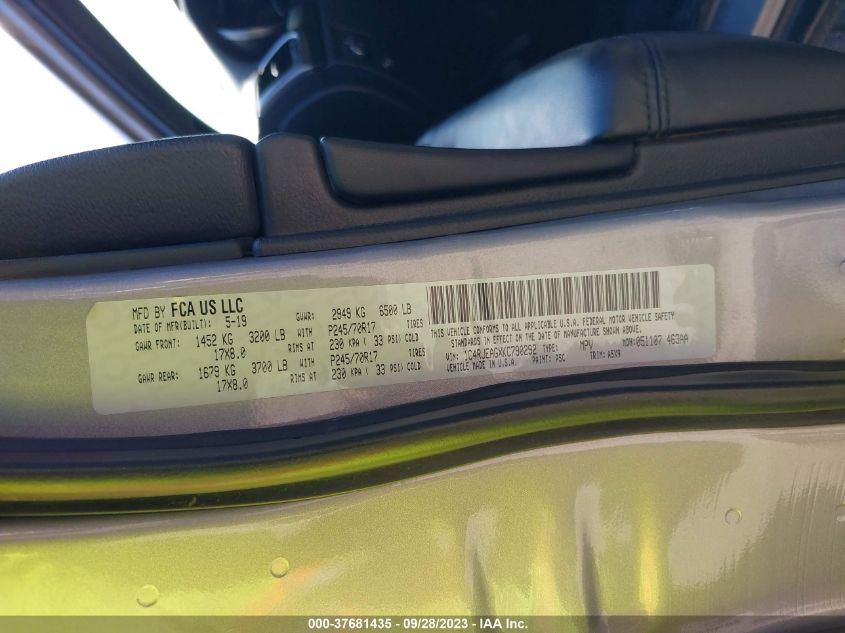 MFD BY FCA US LLC
DATE OF MFR(BUILT): 5-19 GVWR: 2949 KG 6500 LB
GAWR FRONT: 1452 KG 3200 LB P245/70R17 TIRES
17X8.0 RIMS AT 230 KPA ( 33 PSI) COLD
GAWR REAR: 1679 KG 3700 LB P245/70R17 TIRES
17X8.0 RIMS AT 230 KPA ( 33 PSI) COLD
THIS VEHICLE CONFORMS TO ALL APPLICABLE U.S.A. FEDERAL MOTOR VEHICLE SAFETY
STANDARDS IN EFFECT ON THE DATE OF MANUFACTURE SHOWN ABOVE.
VIN: 1C4RJEAGXKC790292 TYPE: MPV MDH: 051107 463AA
VEHICLE MADE IN U.S.A. PAINT: PSC TRIM: A5X9
000-37681435 - 09/28/2023 - IAA Inc.